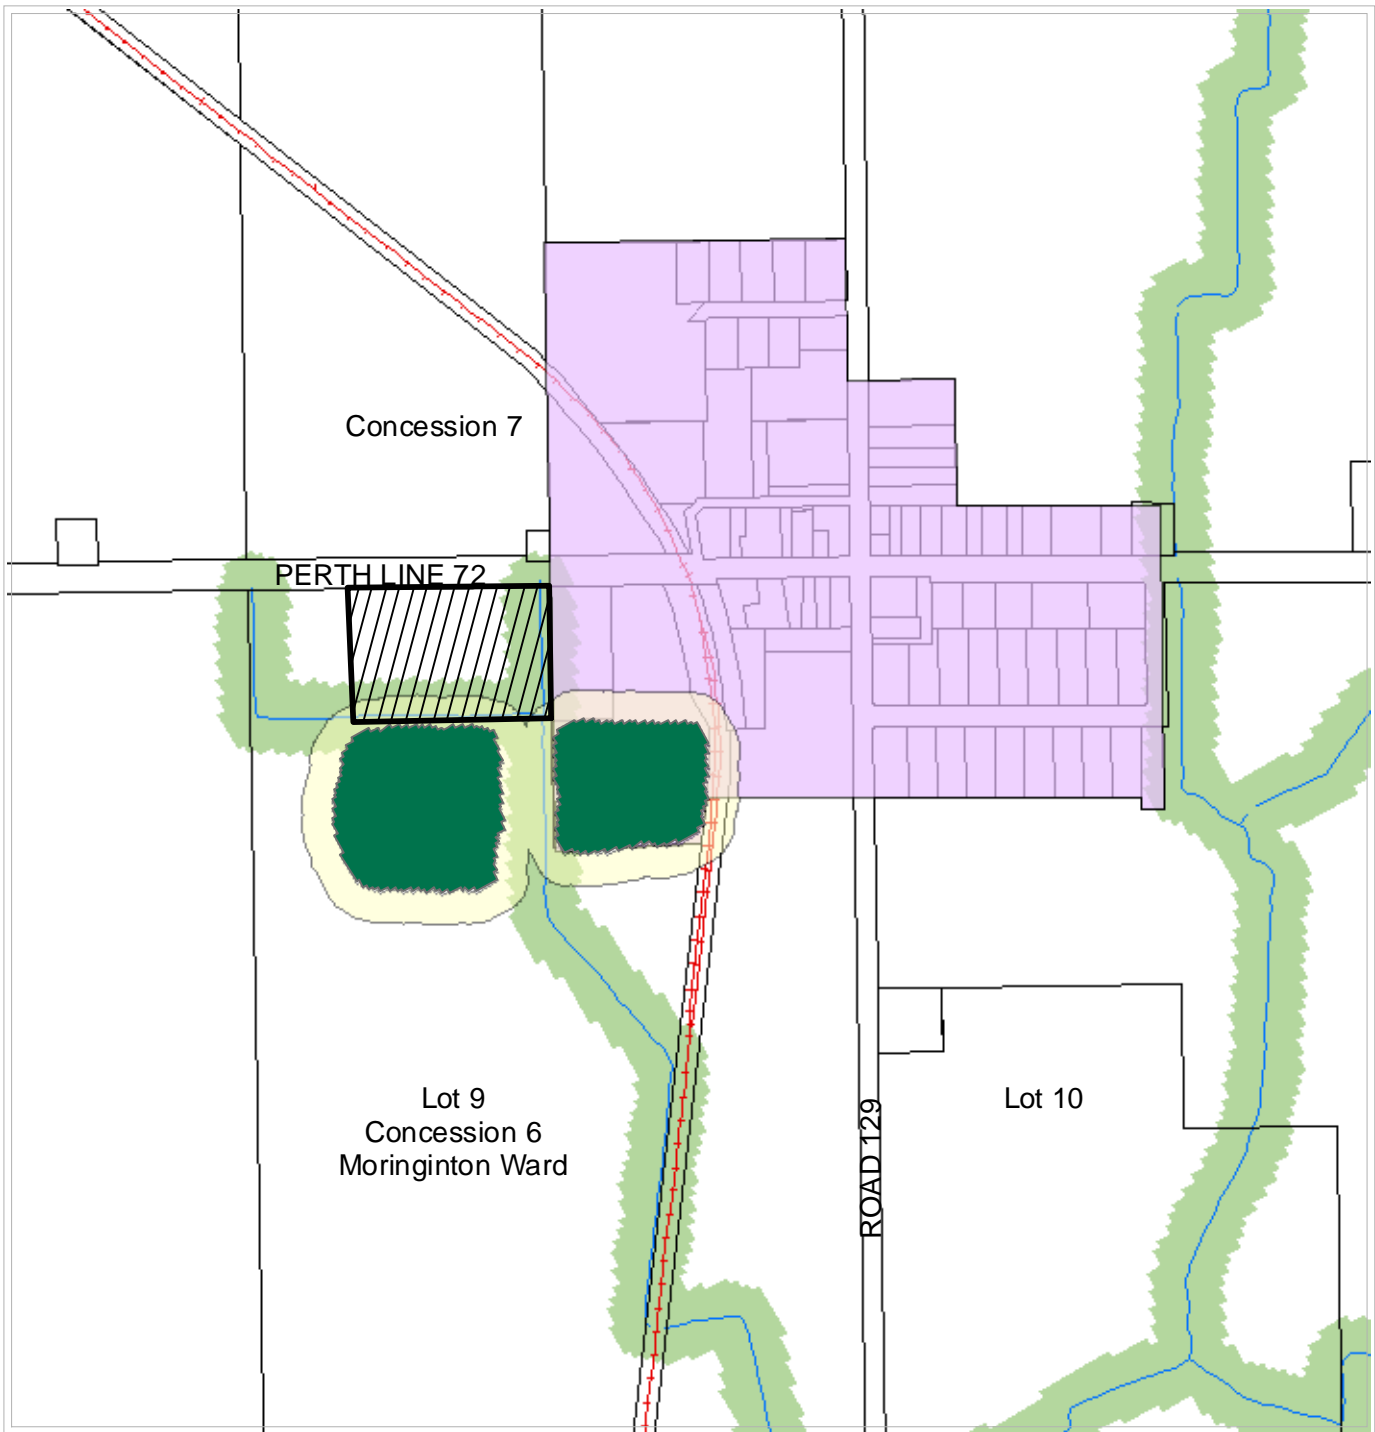 Concession 7
PERTH LINE 72
Lot 9
Concession 6
Moringinton Ward
Lot 10
ROAD 129